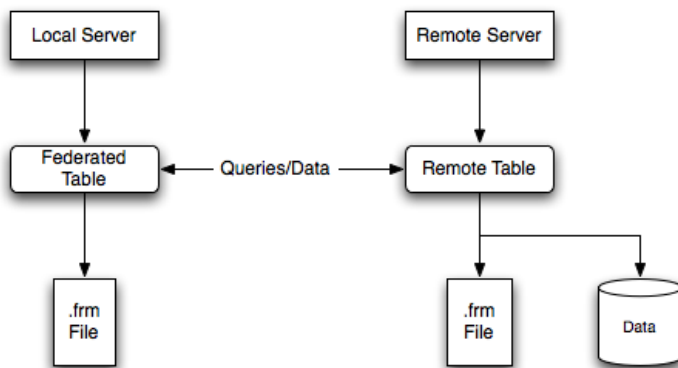 Local Server
Remote Server
Federated
Table
Queries/Data
Remote Table
.frm
File
.frm
File
Data